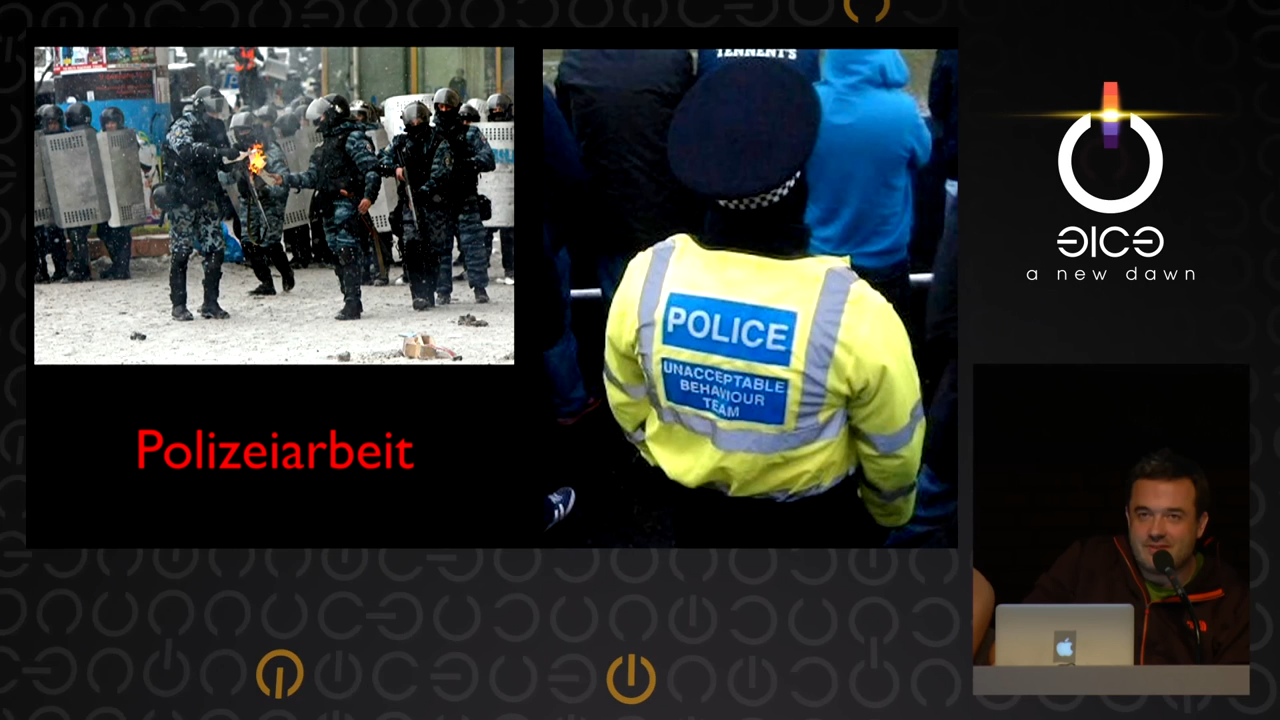 TENNENT'S
POLICE
UNACCEPTABLE
BEHAVIOUR
TEAM
Polizeiarbeit
a new dawn